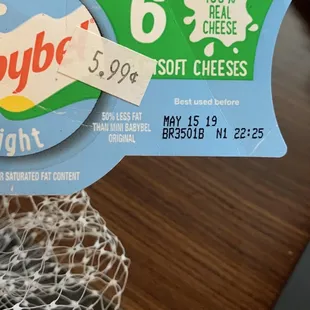 6
100%
REAL
CHEESE
ybel
5.99¢
SOFT CHEESES
Best used before
MAY 15 19
BR3501B N1 22:25
50% LESS FAT
THAN MINI BABYBEL
ORIGINAL
ight
R SATURATED FAT CONTENT